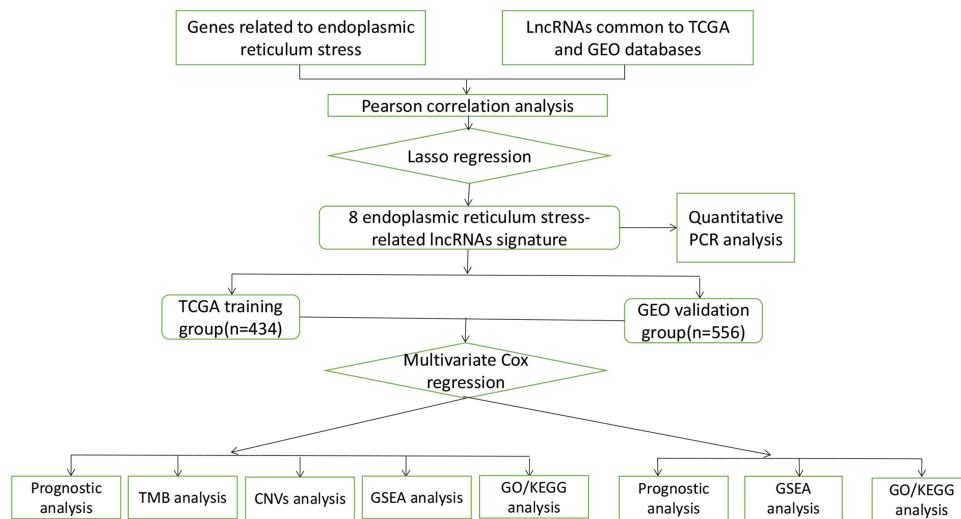 Genes related to endoplasmic
reticulum stress
LncRNAs common to TCGA
and GEO databases
Pearson correlation analysis
Lasso regression
8 endoplasmic reticulum stress-
related lncRNAs signature
Quantitative
PCR analysis
TCGA training
group(n=434)
GEO validation
group(n=556)
Multivariate Cox
regression
Prognostic
analysis
TMB analysis
CNVs analysis
GSEA analysis
GO/KEGG
analysis
Prognostic
analysis
GSEA
analysis
GO/KEGG
analysis